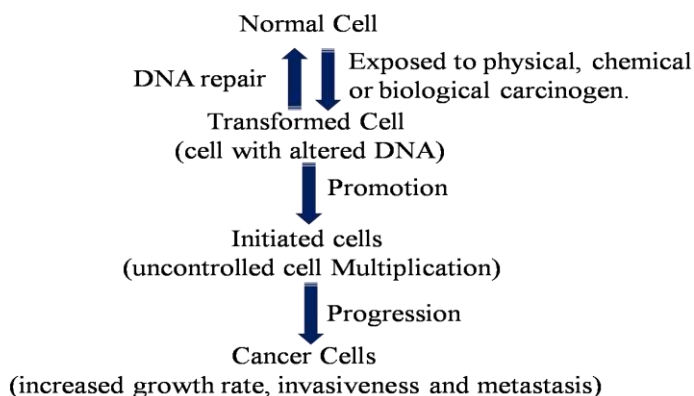 Normal Cell
DNA repair
Exposed to physical, chemical
or biological carcinogen.
Transformed Cell
(cell with altered DNA)
Promotion
Initiated cells
(uncontrolled cell Multiplication)
Progression
Cancer Cells
(increased growth rate, invasiveness and metastasis)